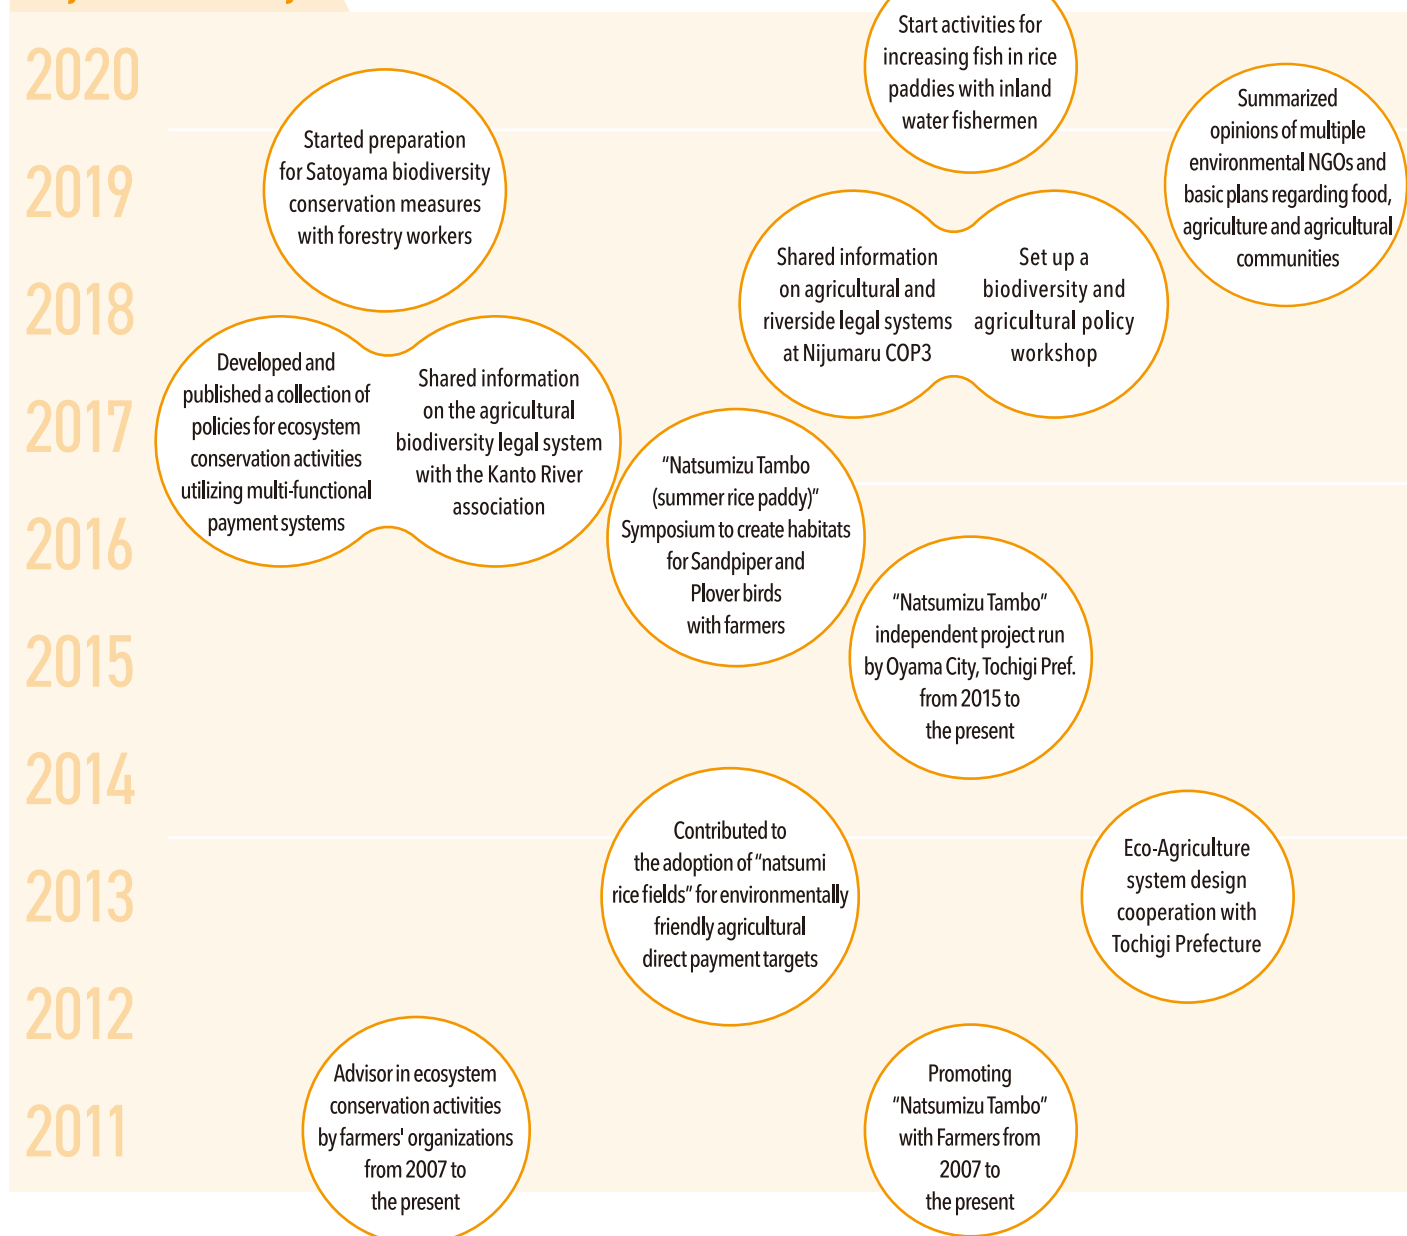 2020
Start activities for
increasing fish in rice
paddies with inland
water fishermen
Summarized
opinions of multiple
environmental NGOs and
basic plans regarding food,
agriculture and agricultural
communities
2019
Started preparation
for Satoyama biodiversity
conservation measures
with forestry workers
2018
Shared information
on agricultural and
riverside legal systems
at Nijumaru COP3
Set up a
biodiversity and
agricultural policy
workshop
2017
Developed and
published a collection of
policies for ecosystem
conservation activities
utilizing multi-functional
payment systems
Shared information
on the agricultural
biodiversity legal system
with the Kanto River
association
2016
“Natsumizu Tambo
(summer rice paddy)”
Symposium to create habitats
for Sandpiper and
Plover birds
with farmers
2015
“Natsumizu Tambo”
independent project run
by Oyama City, Tochigi Pref.
from 2015 to
the present
2014
2013
Contributed to
the adoption of “natsumi
rice fields” for environmentally
friendly agricultural
direct payment targets
Eco-Agriculture
system design
cooperation with
Tochigi Prefecture
2012
2011
Advisor in ecosystem
conservation activities
by farmers' organizations
from 2007 to
the present
Promoting
“Natsumizu Tambo”
with Farmers from
2007 to
the present